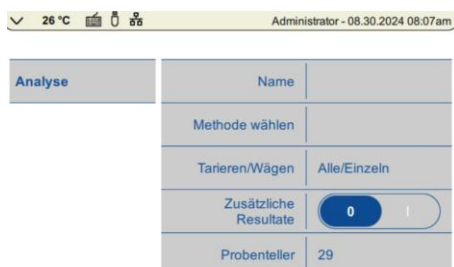 26 °C
Administrator - 08.30.2024 08:07am
Analyse
Name
Methode wählen
Tarieren/Wägen Alle/Einzeln
Zusätzliche
Resultate
0 I
Probenteller 29